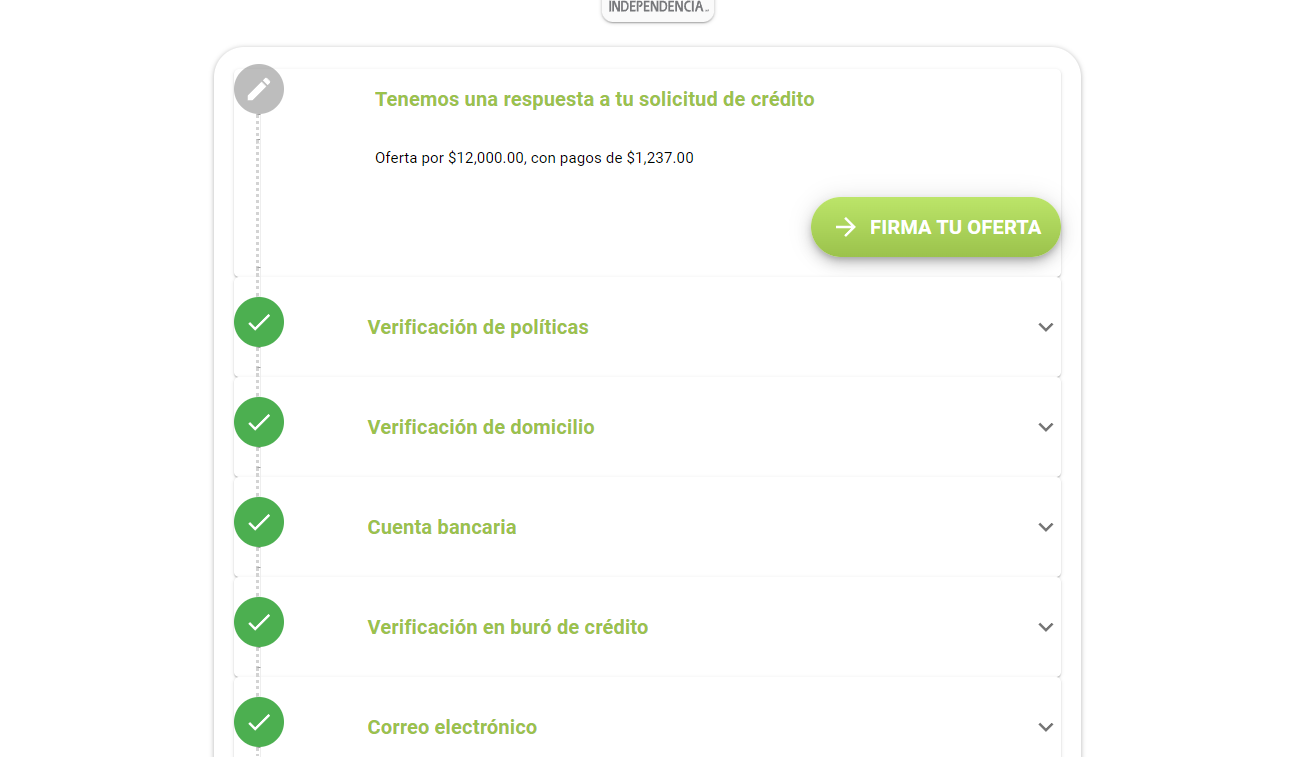 INDEPENDENCIA
Tenemos una respuesta a tu solicitud de crédito
Oferta por $12,000.00, con pagos de $1,237.00
FIRMA TU OFERTA
Verificación de políticas
Verificación de domicilio
Cuenta bancaria
Verificación en buró de crédito
Correo electrónico